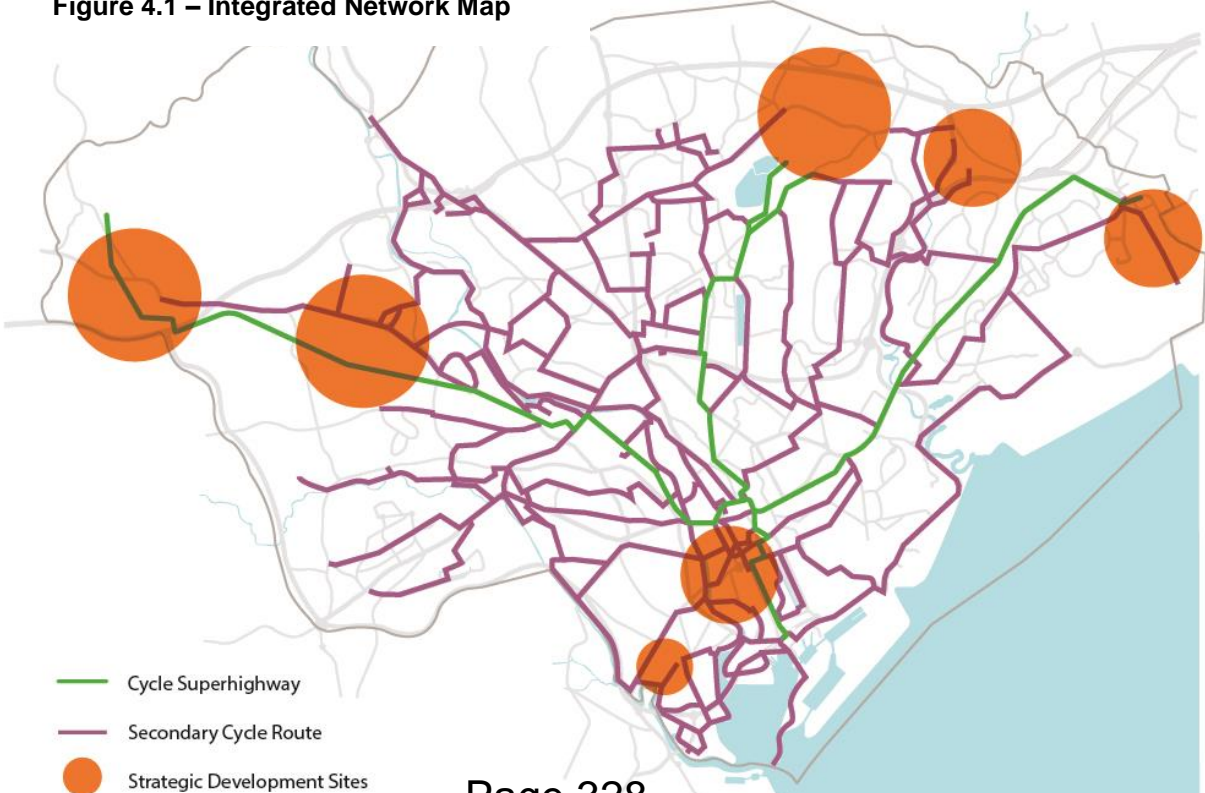 Figure 4.1 – Integrated Network Map
Cycle Superhighway
Secondary Cycle Route
Strategic Development Sites
Page 328